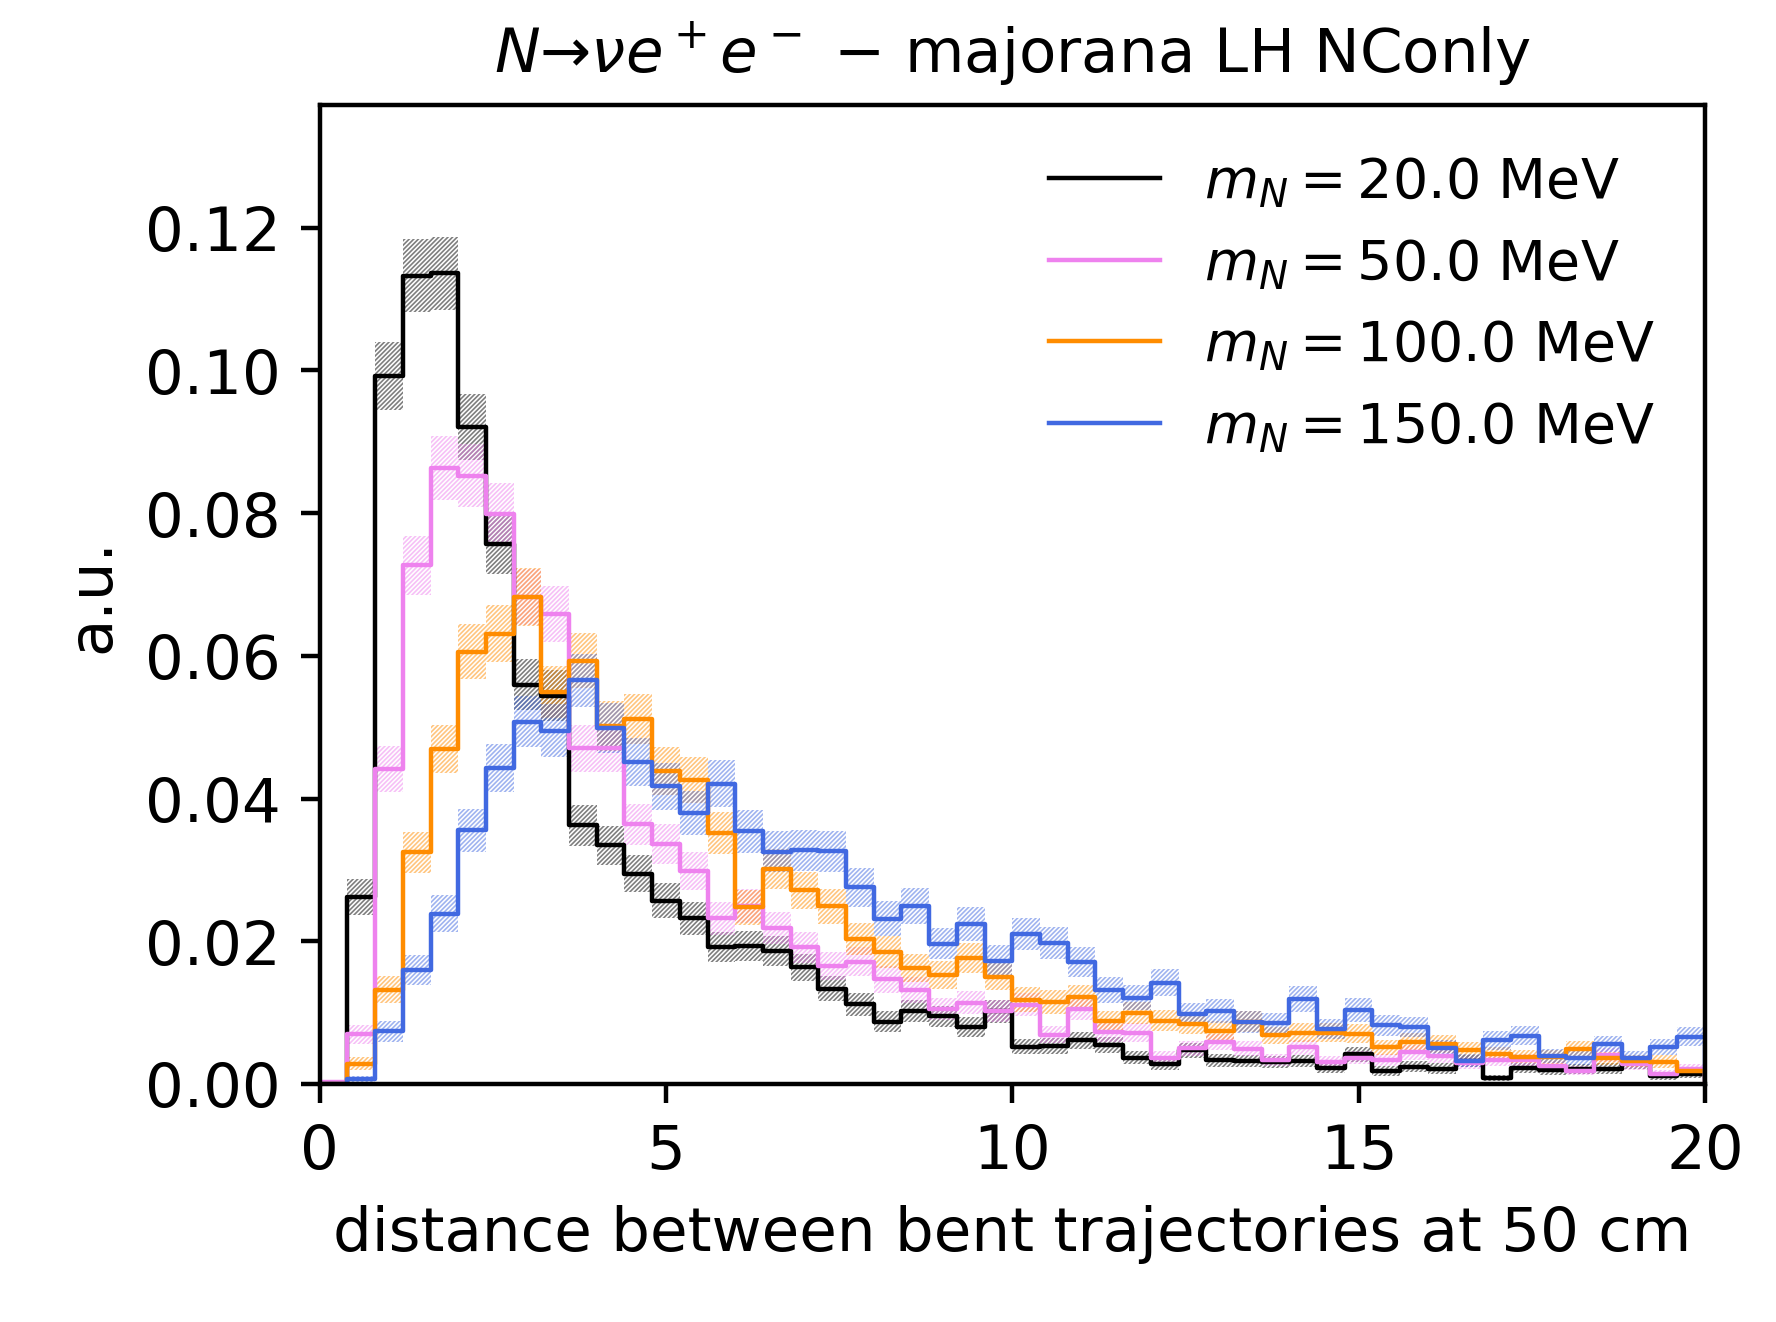 N→νe⁺e⁻ − majorana LH NConly
m_N = 20.0 MeV
m_N = 50.0 MeV
m_N = 100.0 MeV
m_N = 150.0 MeV
a.u.
0.12
0.10
0.08
0.06
0.04
0.02
0.00
0 5 10 15 20
distance between bent trajectories at 50 cm